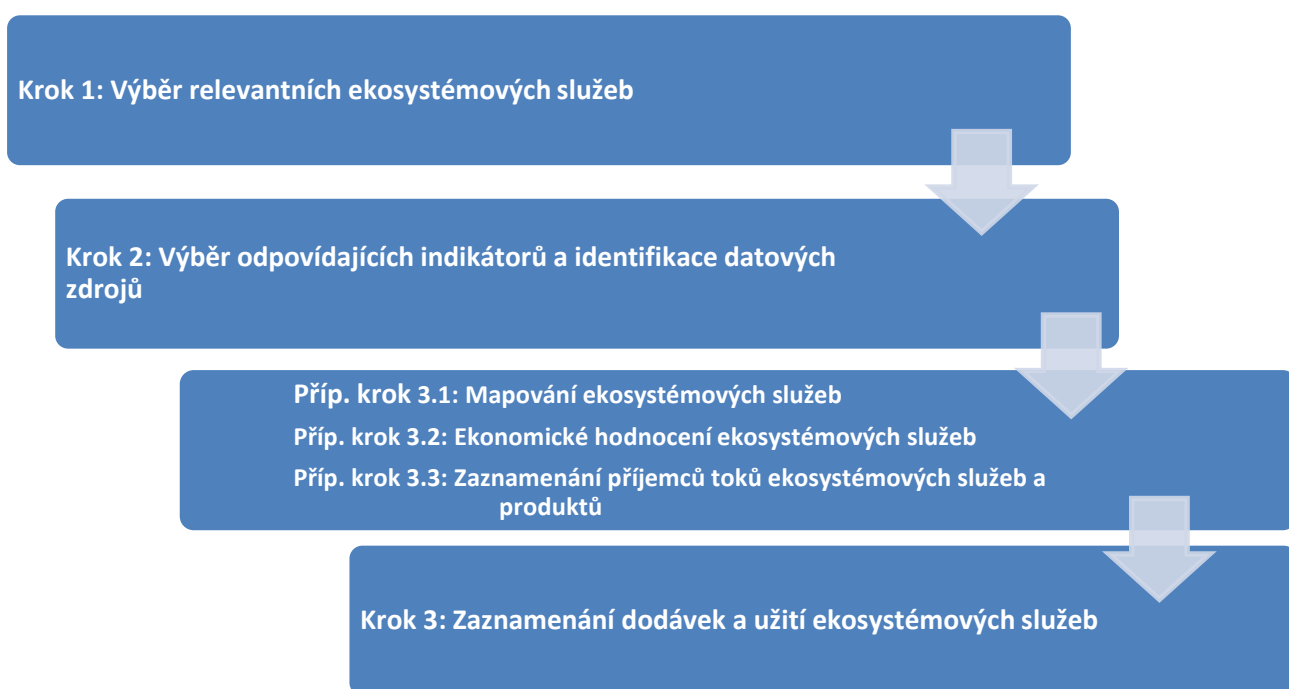 Krok 1: Výběr relevantních ekosystémových služeb
Krok 2: Výběr odpovídajících indikátorů a identifikace datových
zdrojů
Příp. krok 3.1: Mapování ekosystémových služeb
Příp. krok 3.2: Ekonomické hodnocení ekosystémových služeb
Příp. krok 3.3: Zaznamenání příjemců toků ekosystémových služeb a
produktů
Krok 3: Zaznamenání dodávek a užití ekosystémových služeb